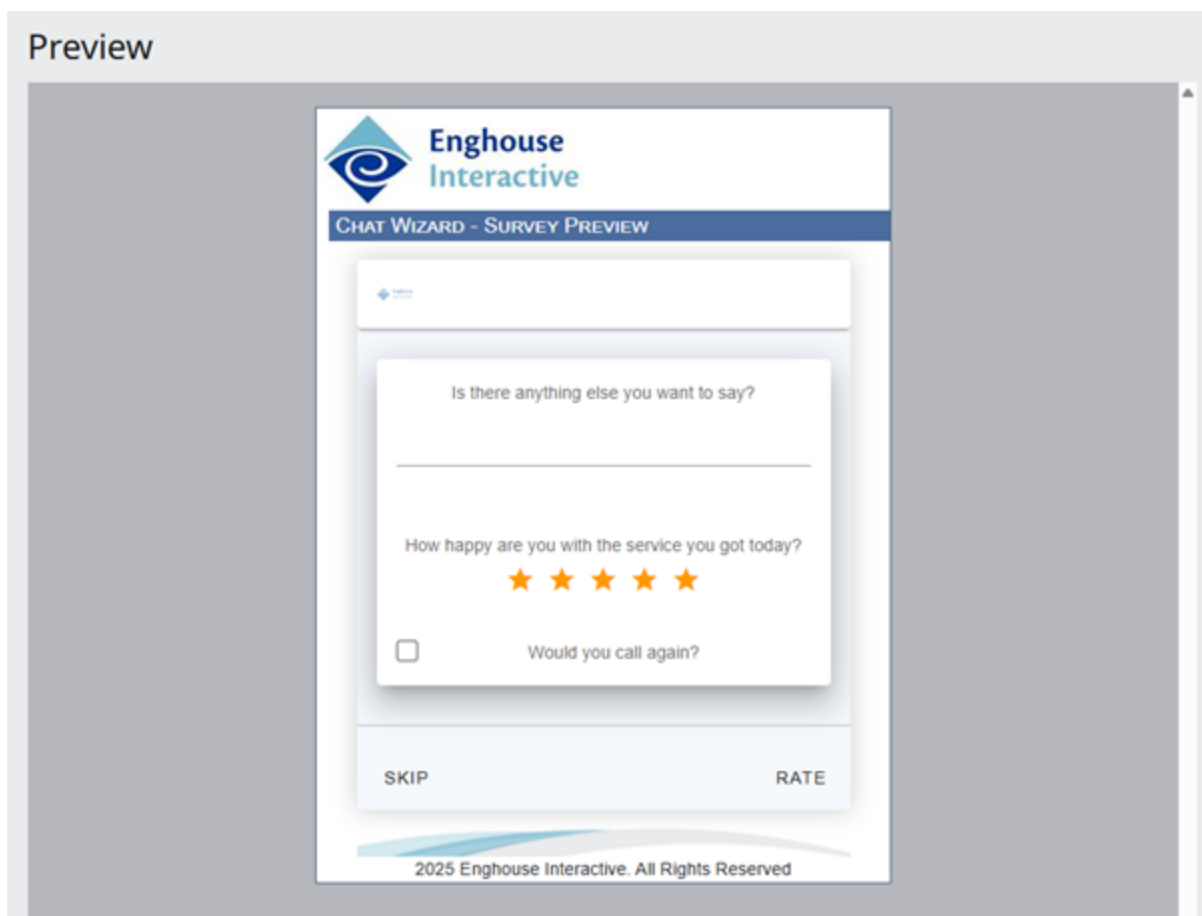 Preview
Enghouse
Interactive
Chat Wizard - Survey Preview
Is there anything else you want to say?
How happy are you with the service you got today?
Would you call again?
SKIP
RATE
2025 Enghouse Interactive. All Rights Reserved